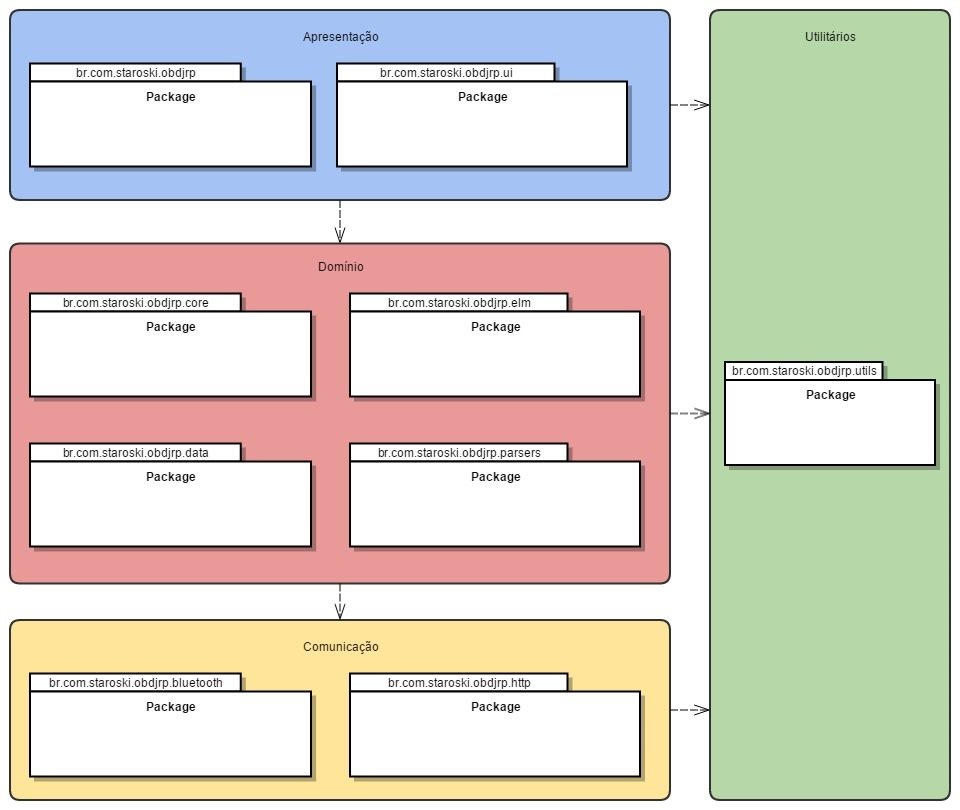 Apresentação
br.com.staroski.obdjrp
Package
br.com.staroski.obdjrp.ui
Package
Domínio
br.com.staroski.obdjrp.core
Package
br.com.staroski.obdjrp.elm
Package
br.com.staroski.obdjrp.data
Package
br.com.staroski.obdjrp.parsers
Package
Comunicação
br.com.staroski.obdjrp.bluetooth
Package
br.com.staroski.obdjrp.http
Package
Utilitários
br.com.staroski.obdjrp.utils
Package